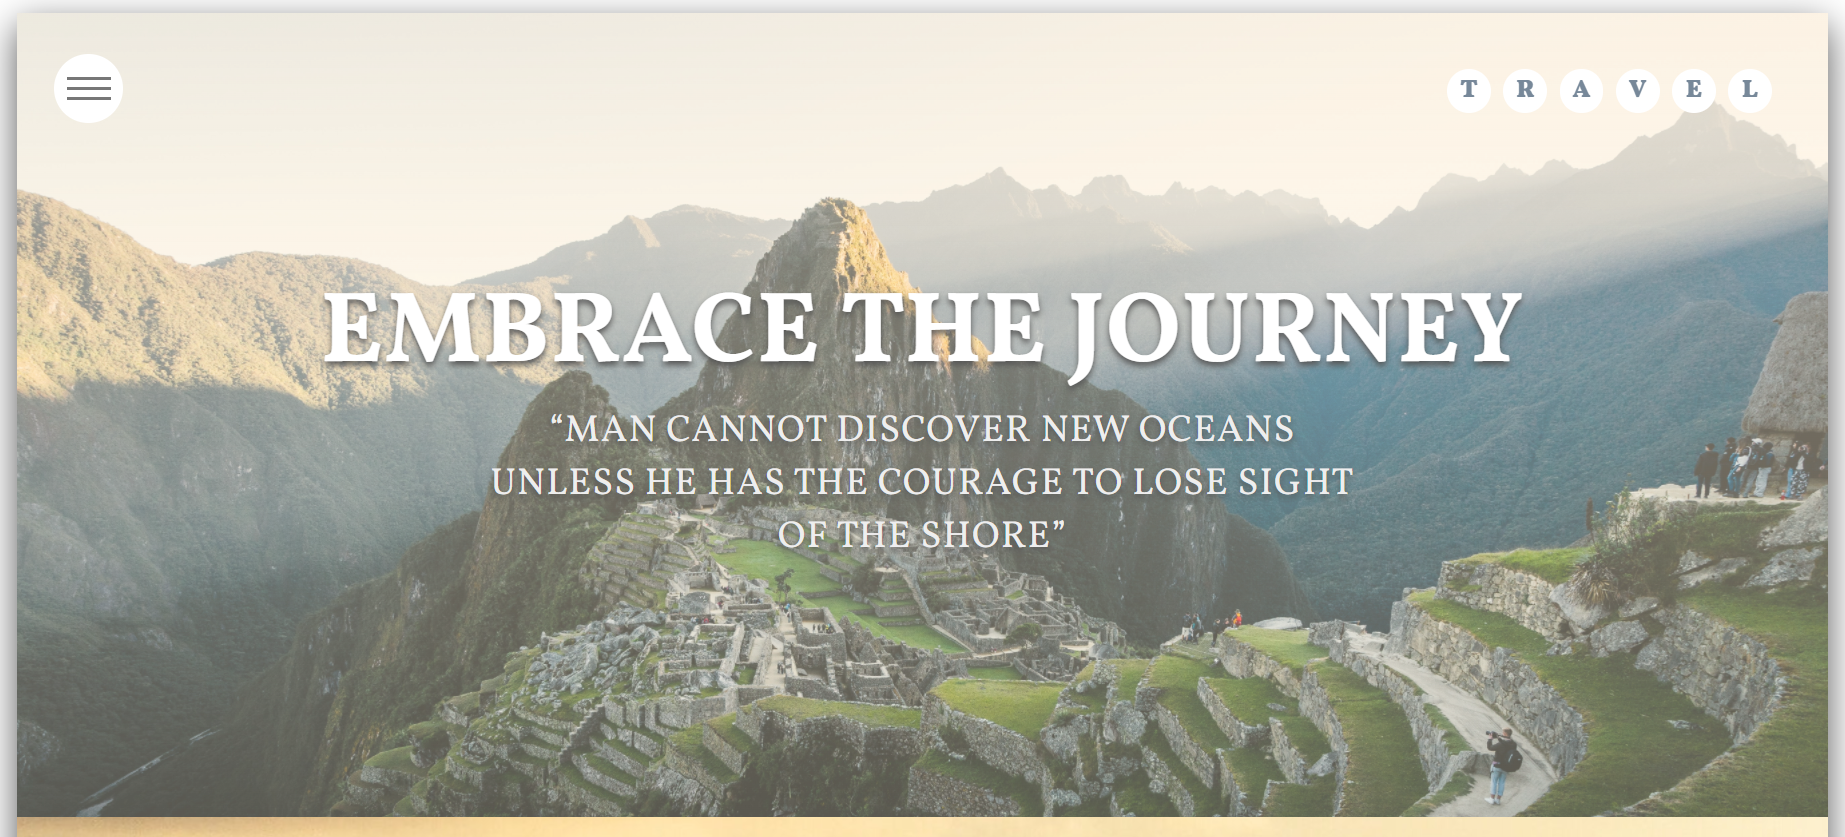 TRAVEL
EMBRACE THE JOURNEY
“MAN CANNOT DISCOVER NEW OCEANS
UNLESS HE HAS THE COURAGE TO LOSE SIGHT
OF THE SHORE”